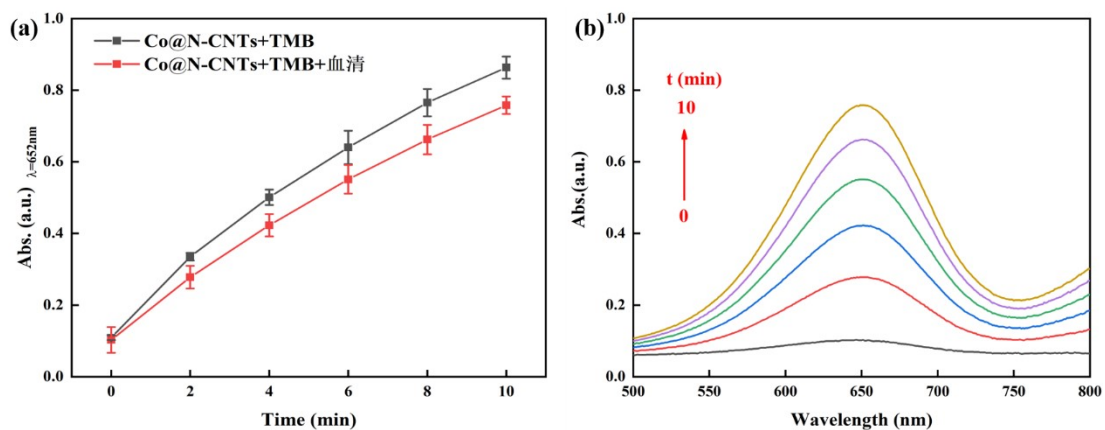 (a)
Co@N-CNTs+TMB
Co@N-CNTs+TMB+血清
Abs. (a.u.) λ=652nm
1.0
0.8
0.6
0.4
0.2
0.0
0 2 4 6 8 10
Time (min)
(b)
t (min)
10
0
Abs.(a.u.)
1.0
0.8
0.6
0.4
0.2
0.0
500 550 600 650 700 750 800
Wavelength (nm)